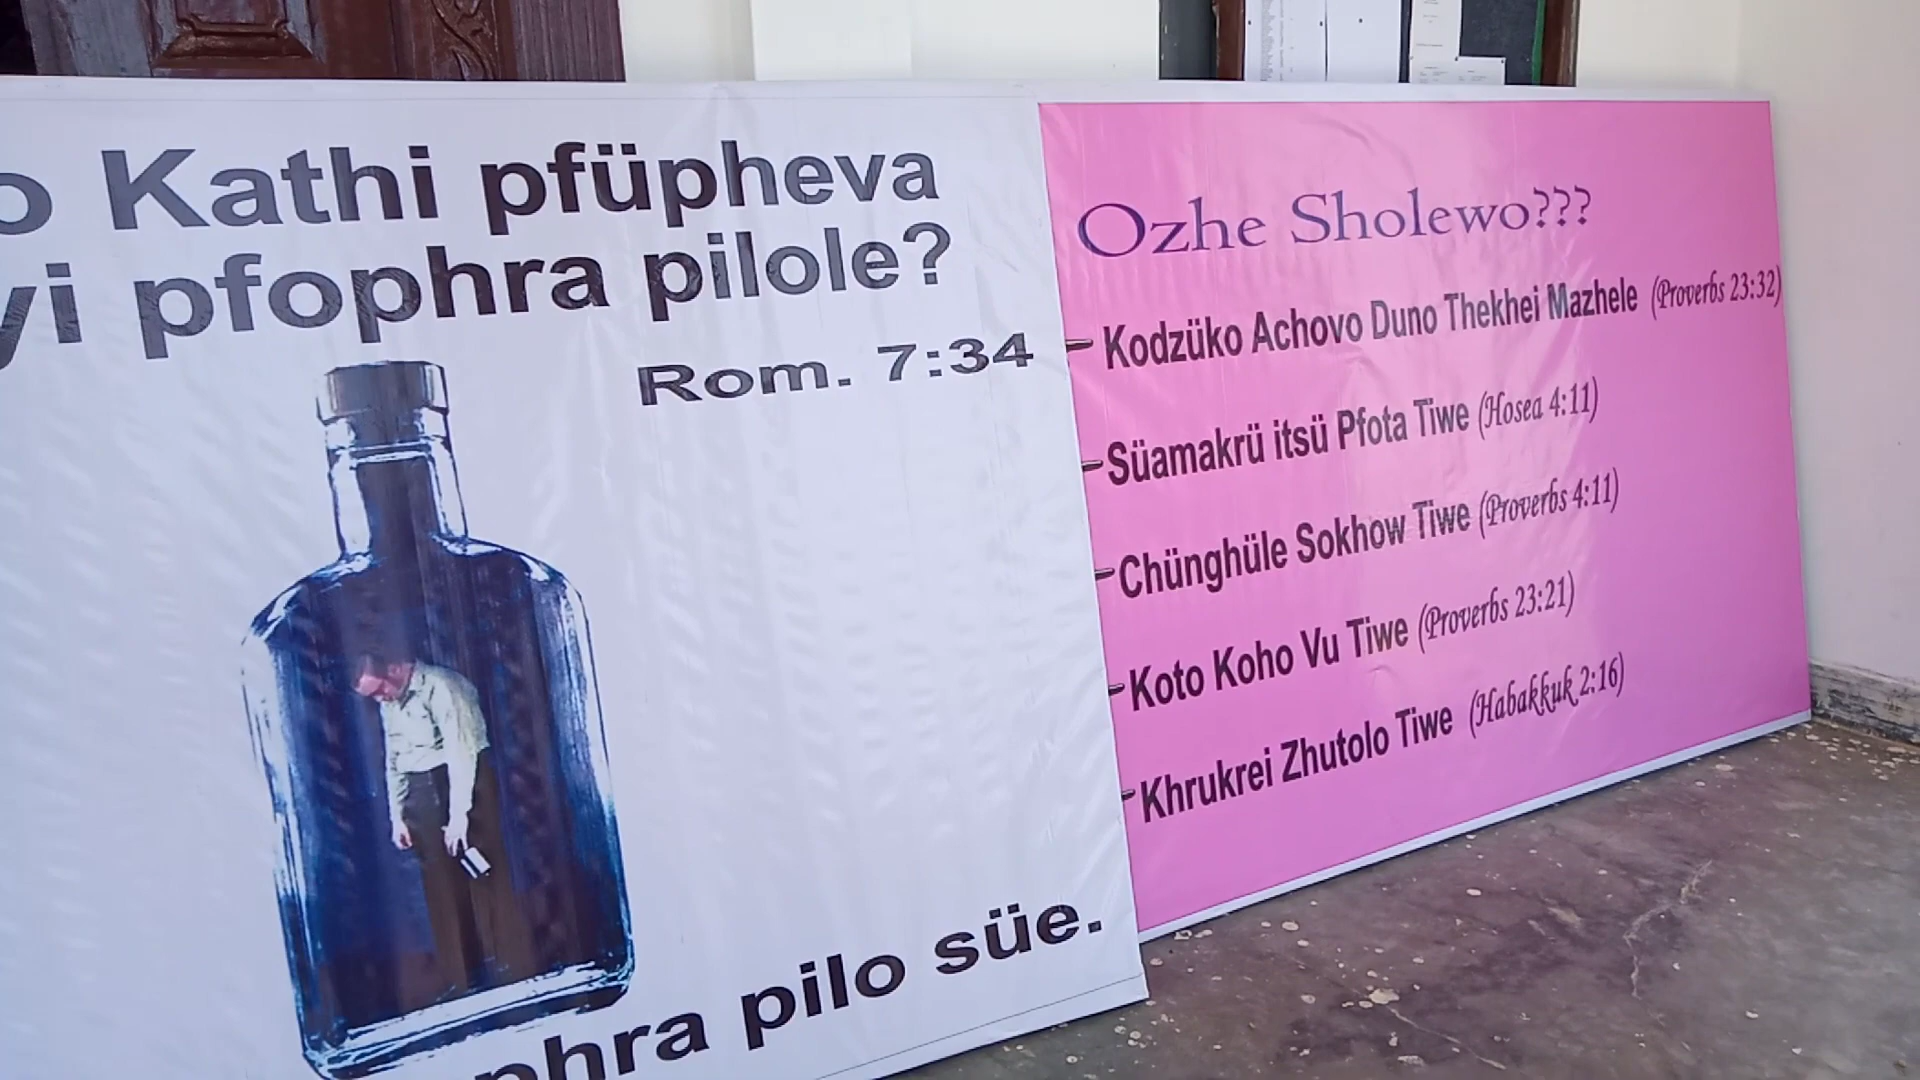 o Kathi pfüpheva
yi pfophra pilole?
Rom. 7:34
phra pilo süe.
Ozhe Sholewo???
- Kodzüko Achovo Duno Thekhei Mazhele (Proverbs 23:32)
- Süamakrü itsü Pfota Tiwe (Hosea 4:11)
- Chünghüle Sokhow Tiwe (Proverbs 4:11)
- Koto Koho Vu Tiwe (Proverbs 23:21)
- Khrukrei Zhutolo Tiwe (Habakkuk 2:16)